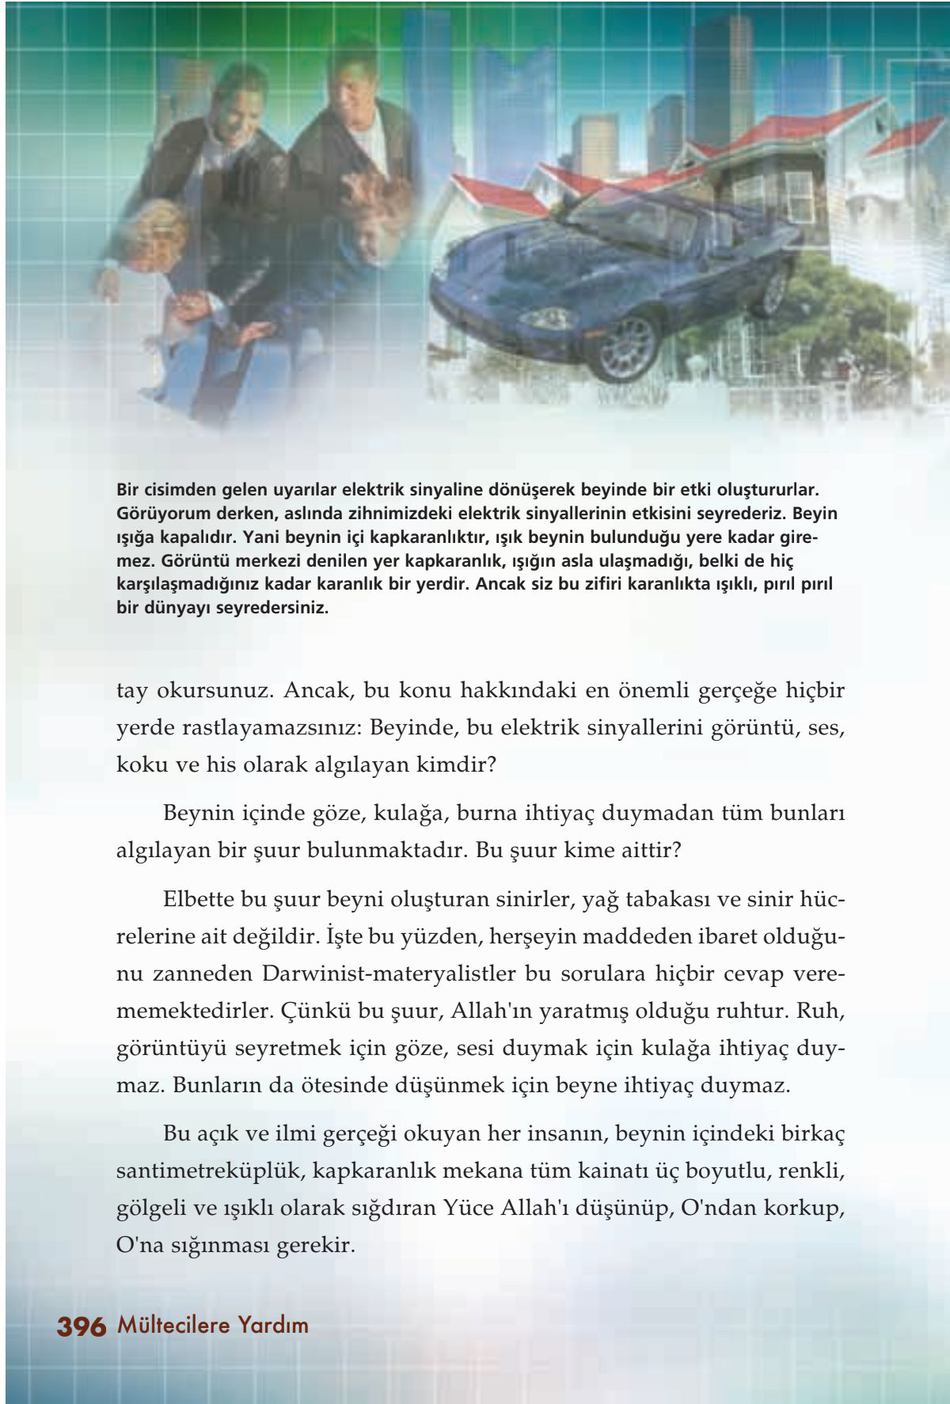 Bir cisimden gelen uyarılar elektrik sinyaline dönüşerek beyinde bir etki oluştururlar.
Görüyorum derken, aslında zihnimizdeki elektrik sinyallerinin etkisini seyrederiz. Beyin
ışığa kapalıdır. Yani beynin içi kapkaranlıktır, ışık beynin bulunduğu yere kadar gire-
mez. Görüntü merkezi denilen yer kapkaranlık, ışığın asla ulaşmadığı, belki de hiç
karşılaşmadığınız kadar karanlık bir yerdir. Ancak siz bu zifiri karanlıkta ışıklı, pırıl pırıl
bir dünyayı seyredersiniz.
tay okursunuz. Ancak, bu konu hakkındaki en önemli gerçeğe hiçbir
yerde rastlayamazsınız: Beyinde, bu elektrik sinyallerini görüntü, ses,
koku ve his olarak algılayan kimdir?
Beynin içinde göze, kulağa, burna ihtiyaç duymadan tüm bunları
algılayan bir şuur bulunmaktadır. Bu şuur kime aittir?
Elbette bu şuur beyni oluşturan sinirler, yağ tabakası ve sinir hüc-
relerine ait değildir. İşte bu yüzden, herşeyin maddeden ibaret olduğu-
nu zanneden Darwinist-materyalistler bu sorulara hiçbir cevap vere-
memektedirler. Çünkü bu şuur, Allah'ın yaratmış olduğu ruhtur. Ruh,
görüntüyü seyretmek için göze, sesi duymak için kulağa ihtiyaç duy-
maz. Bunların da ötesinde düşünmek için beyne ihtiyaç duymaz.
Bu açık ve ilmi gerçeği okuyan her insanın, beynin içindeki birkaç
santimetreküplük, kapkaranlık mekana tüm kainatı üç boyutlu, renkli,
gölgeli ve ışıklı olarak sığdıran Yüce Allah'ı düşünüp, O'ndan korkup,
O'na sığınması gerekir.
396 Mültecilere Yardım